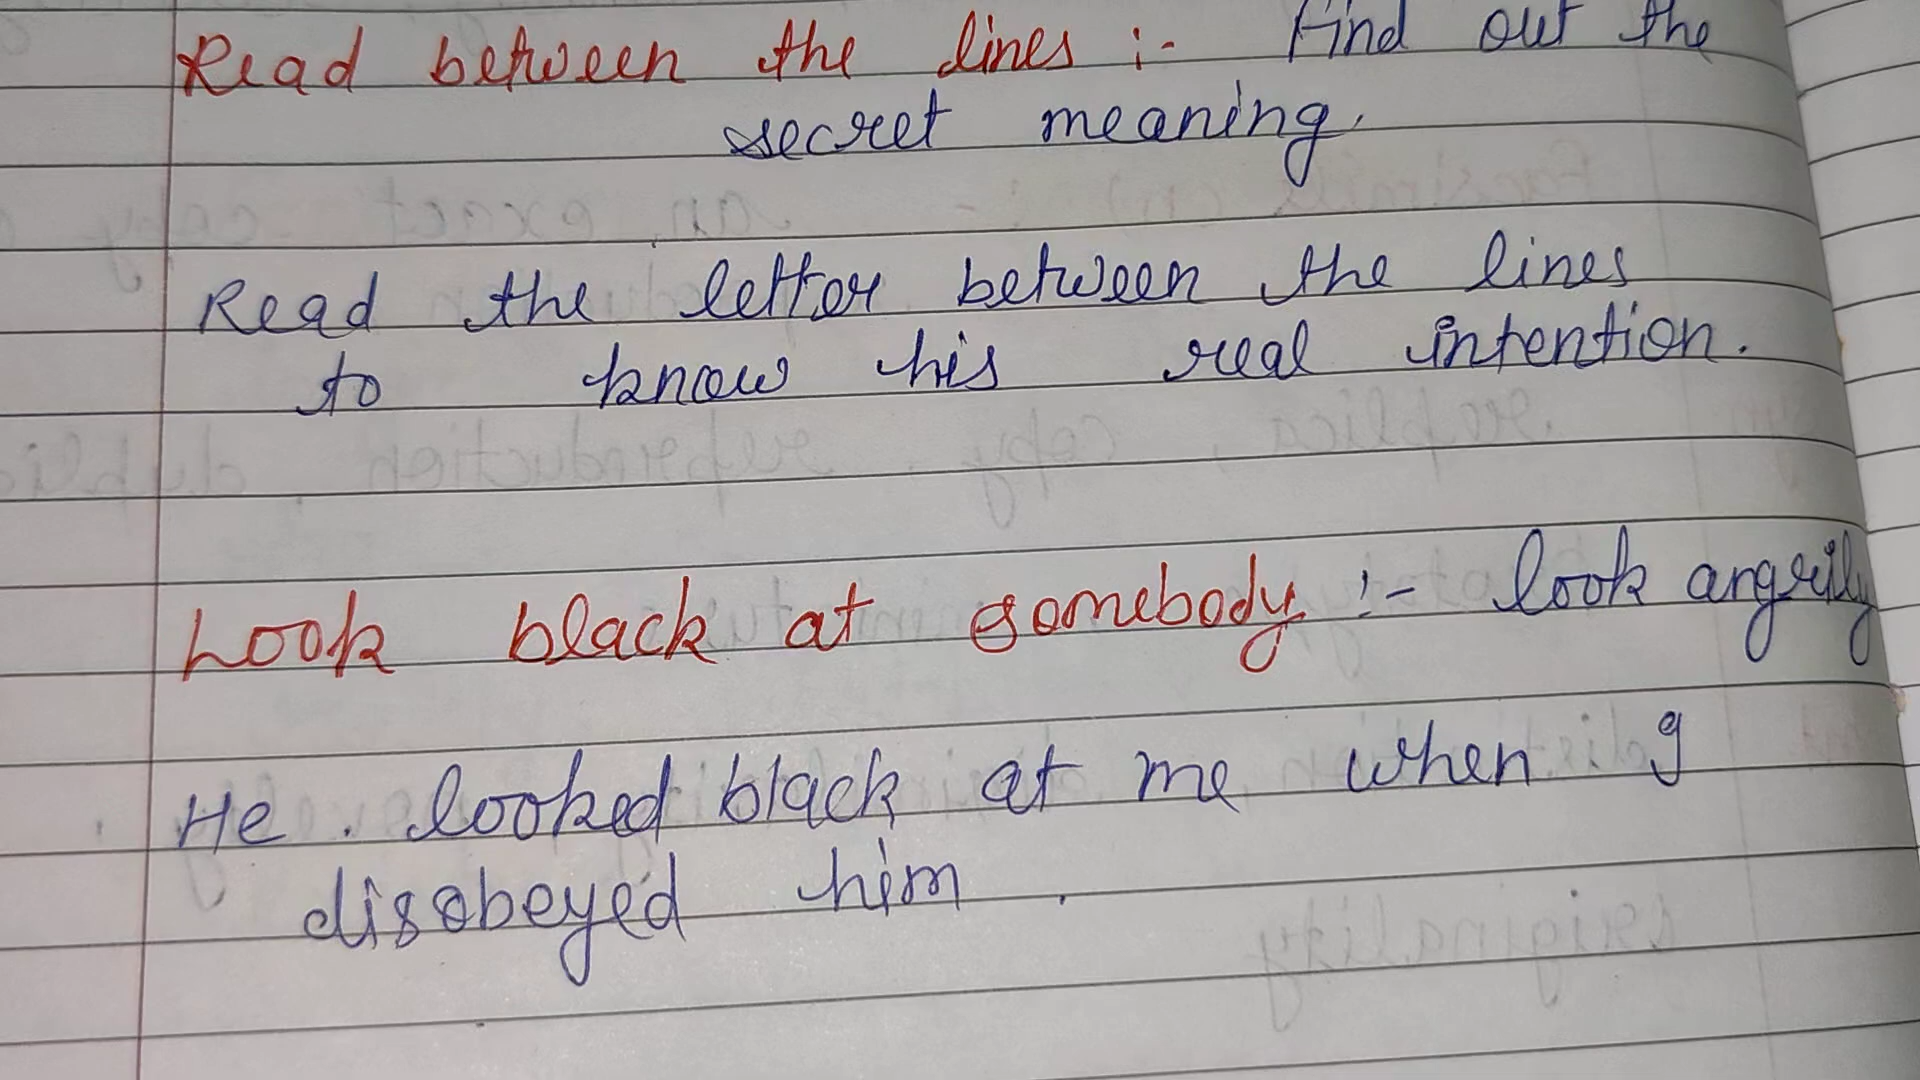 Read between the lines :- Find out the
secret meaning.
Read the letter between the lines
to know his real intention.
Look black at somebody :- look angrily
He looked black at me when I
disobeyed him.